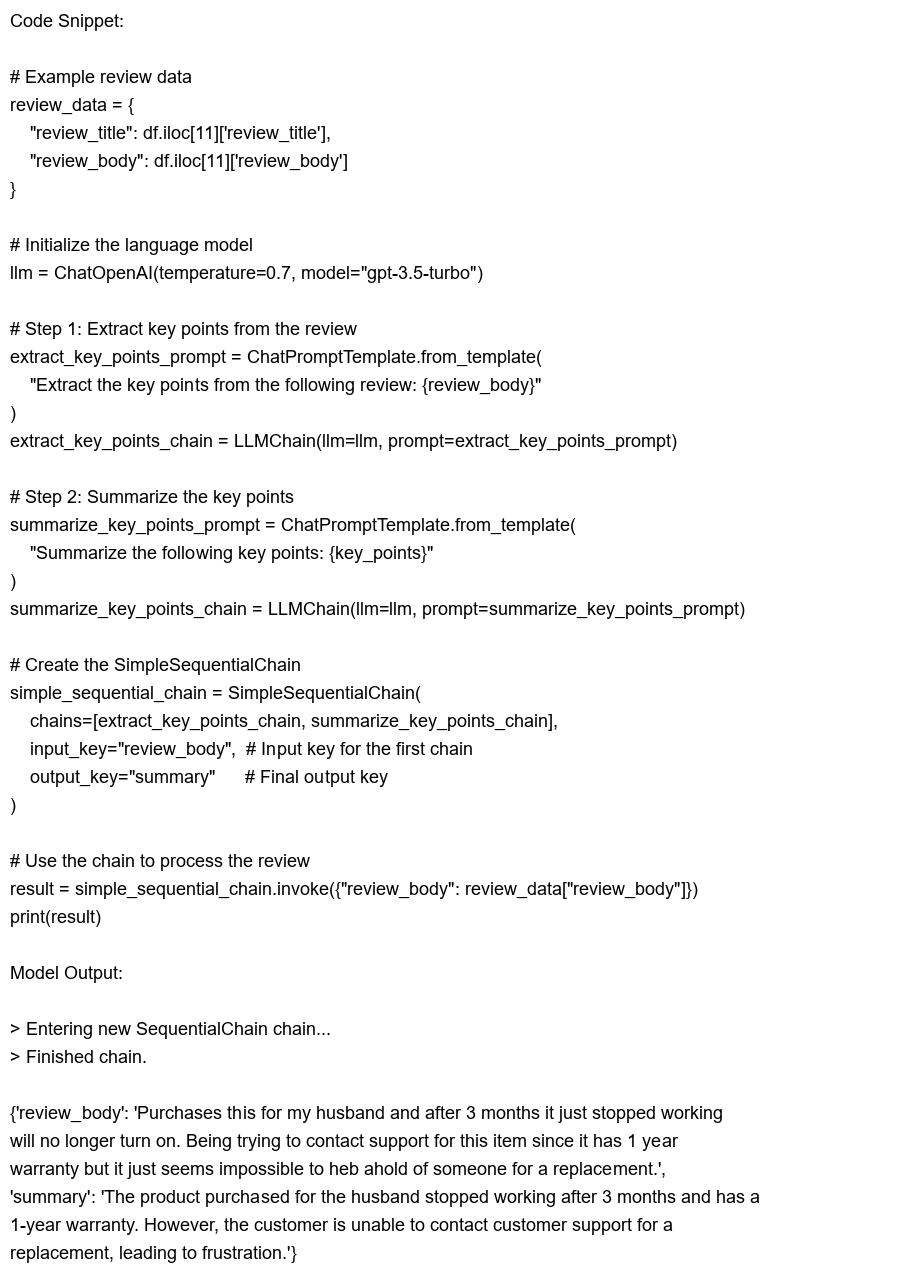 Code Snippet:
# Example review data
review_data = {
"review_title": df.iloc[11]['review_title'],
"review_body": df.iloc[11]['review_body']
}
# Initialize the language model
llm = ChatOpenAI(temperature=0.7, model="gpt-3.5-turbo")
# Step 1: Extract key points from the review
extract_key_points_prompt = ChatPromptTemplate.from_template(
"Extract the key points from the following review: {review_body}"
)
extract_key_points_chain = LLMChain(llm=llm, prompt=extract_key_points_prompt)
# Step 2: Summarize the key points
summarize_key_points_prompt = ChatPromptTemplate.from_template(
"Summarize the following key points: {key_points}"
)
summarize_key_points_chain = LLMChain(llm=llm, prompt=summarize_key_points_prompt)
# Create the SimpleSequentialChain
simple_sequential_chain = SimpleSequentialChain(
chains=[extract_key_points_chain, summarize_key_points_chain],
input_key="review_body",  # Input key for the first chain
output_key="summary"      # Final output key
)
# Use the chain to process the review
result = simple_sequential_chain.invoke({"review_body": review_data["review_body"]})
print(result)
Model Output:
> Entering new SequentialChain chain...
> Finished chain.
{'review_body': 'Purchases this for my husband and after 3 months it just stopped working
will no longer turn on. Being trying to contact support for this item since it has 1 year
warranty but it just seems impossible to heb ahold of someone for a replacement.',
'summary': 'The product purchased for the husband stopped working after 3 months and has a
1-year warranty. However, the customer is unable to contact customer support for a
replacement, leading to frustration.'}